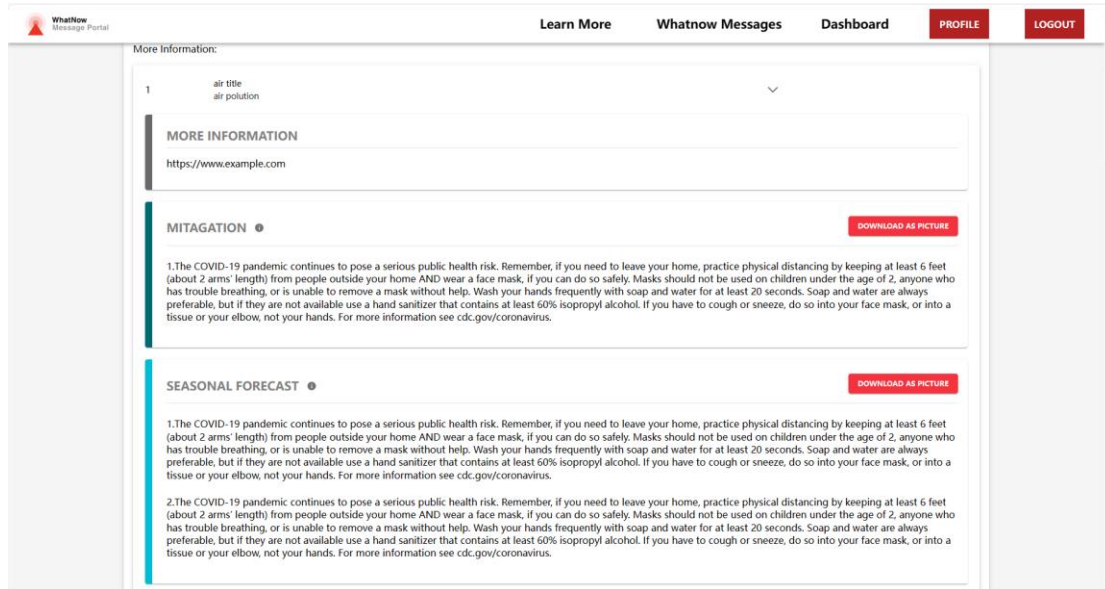 WhatNow
Message Portal
Learn More
Whatnow Messages
Dashboard
PROFILE
LOGOUT
More Information:
1
air title
air polution
MORE INFORMATION
https://www.example.com
MITAGATION
DOWNLOAD AS PICTURE
1.The COVID-19 pandemic continues to pose a serious public health risk. Remember, if you need to leave your home, practice physical distancing by keeping at least 6 feet
(about 2 arms' length) from people outside your home AND wear a face mask, if you can do so safely. Masks should not be used on children under the age of 2, anyone who
has trouble breathing, or is unable to remove a mask without help. Wash your hands frequently with soap and water for at least 20 seconds. Soap and water are always
preferable, but if they are not available use a hand sanitizer that contains at least 60% isopropyl alcohol. If you have to cough or sneeze, do so into your face mask, or into a
tissue or your elbow, not your hands. For more information see cdc.gov/coronavirus.
SEASONAL FORECAST
DOWNLOAD AS PICTURE
1.The COVID-19 pandemic continues to pose a serious public health risk. Remember, if you need to leave your home, practice physical distancing by keeping at least 6 feet
(about 2 arms' length) from people outside your home AND wear a face mask, if you can do so safely. Masks should not be used on children under the age of 2, anyone who
has trouble breathing, or is unable to remove a mask without help. Wash your hands frequently with soap and water for at least 20 seconds. Soap and water are always
preferable, but if they are not available use a hand sanitizer that contains at least 60% isopropyl alcohol. If you have to cough or sneeze, do so into your face mask, or into a
tissue or your elbow, not your hands. For more information see cdc.gov/coronavirus.
2.The COVID-19 pandemic continues to pose a serious public health risk. Remember, if you need to leave your home, practice physical distancing by keeping at least 6 feet
(about 2 arms' length) from people outside your home AND wear a face mask, if you can do so safely. Masks should not be used on children under the age of 2, anyone who
has trouble breathing, or is unable to remove a mask without help. Wash your hands frequently with soap and water for at least 20 seconds. Soap and water are always
preferable, but if they are not available use a hand sanitizer that contains at least 60% isopropyl alcohol. If you have to cough or sneeze, do so into your face mask, or into a
tissue or your elbow, not your hands. For more information see cdc.gov/coronavirus.